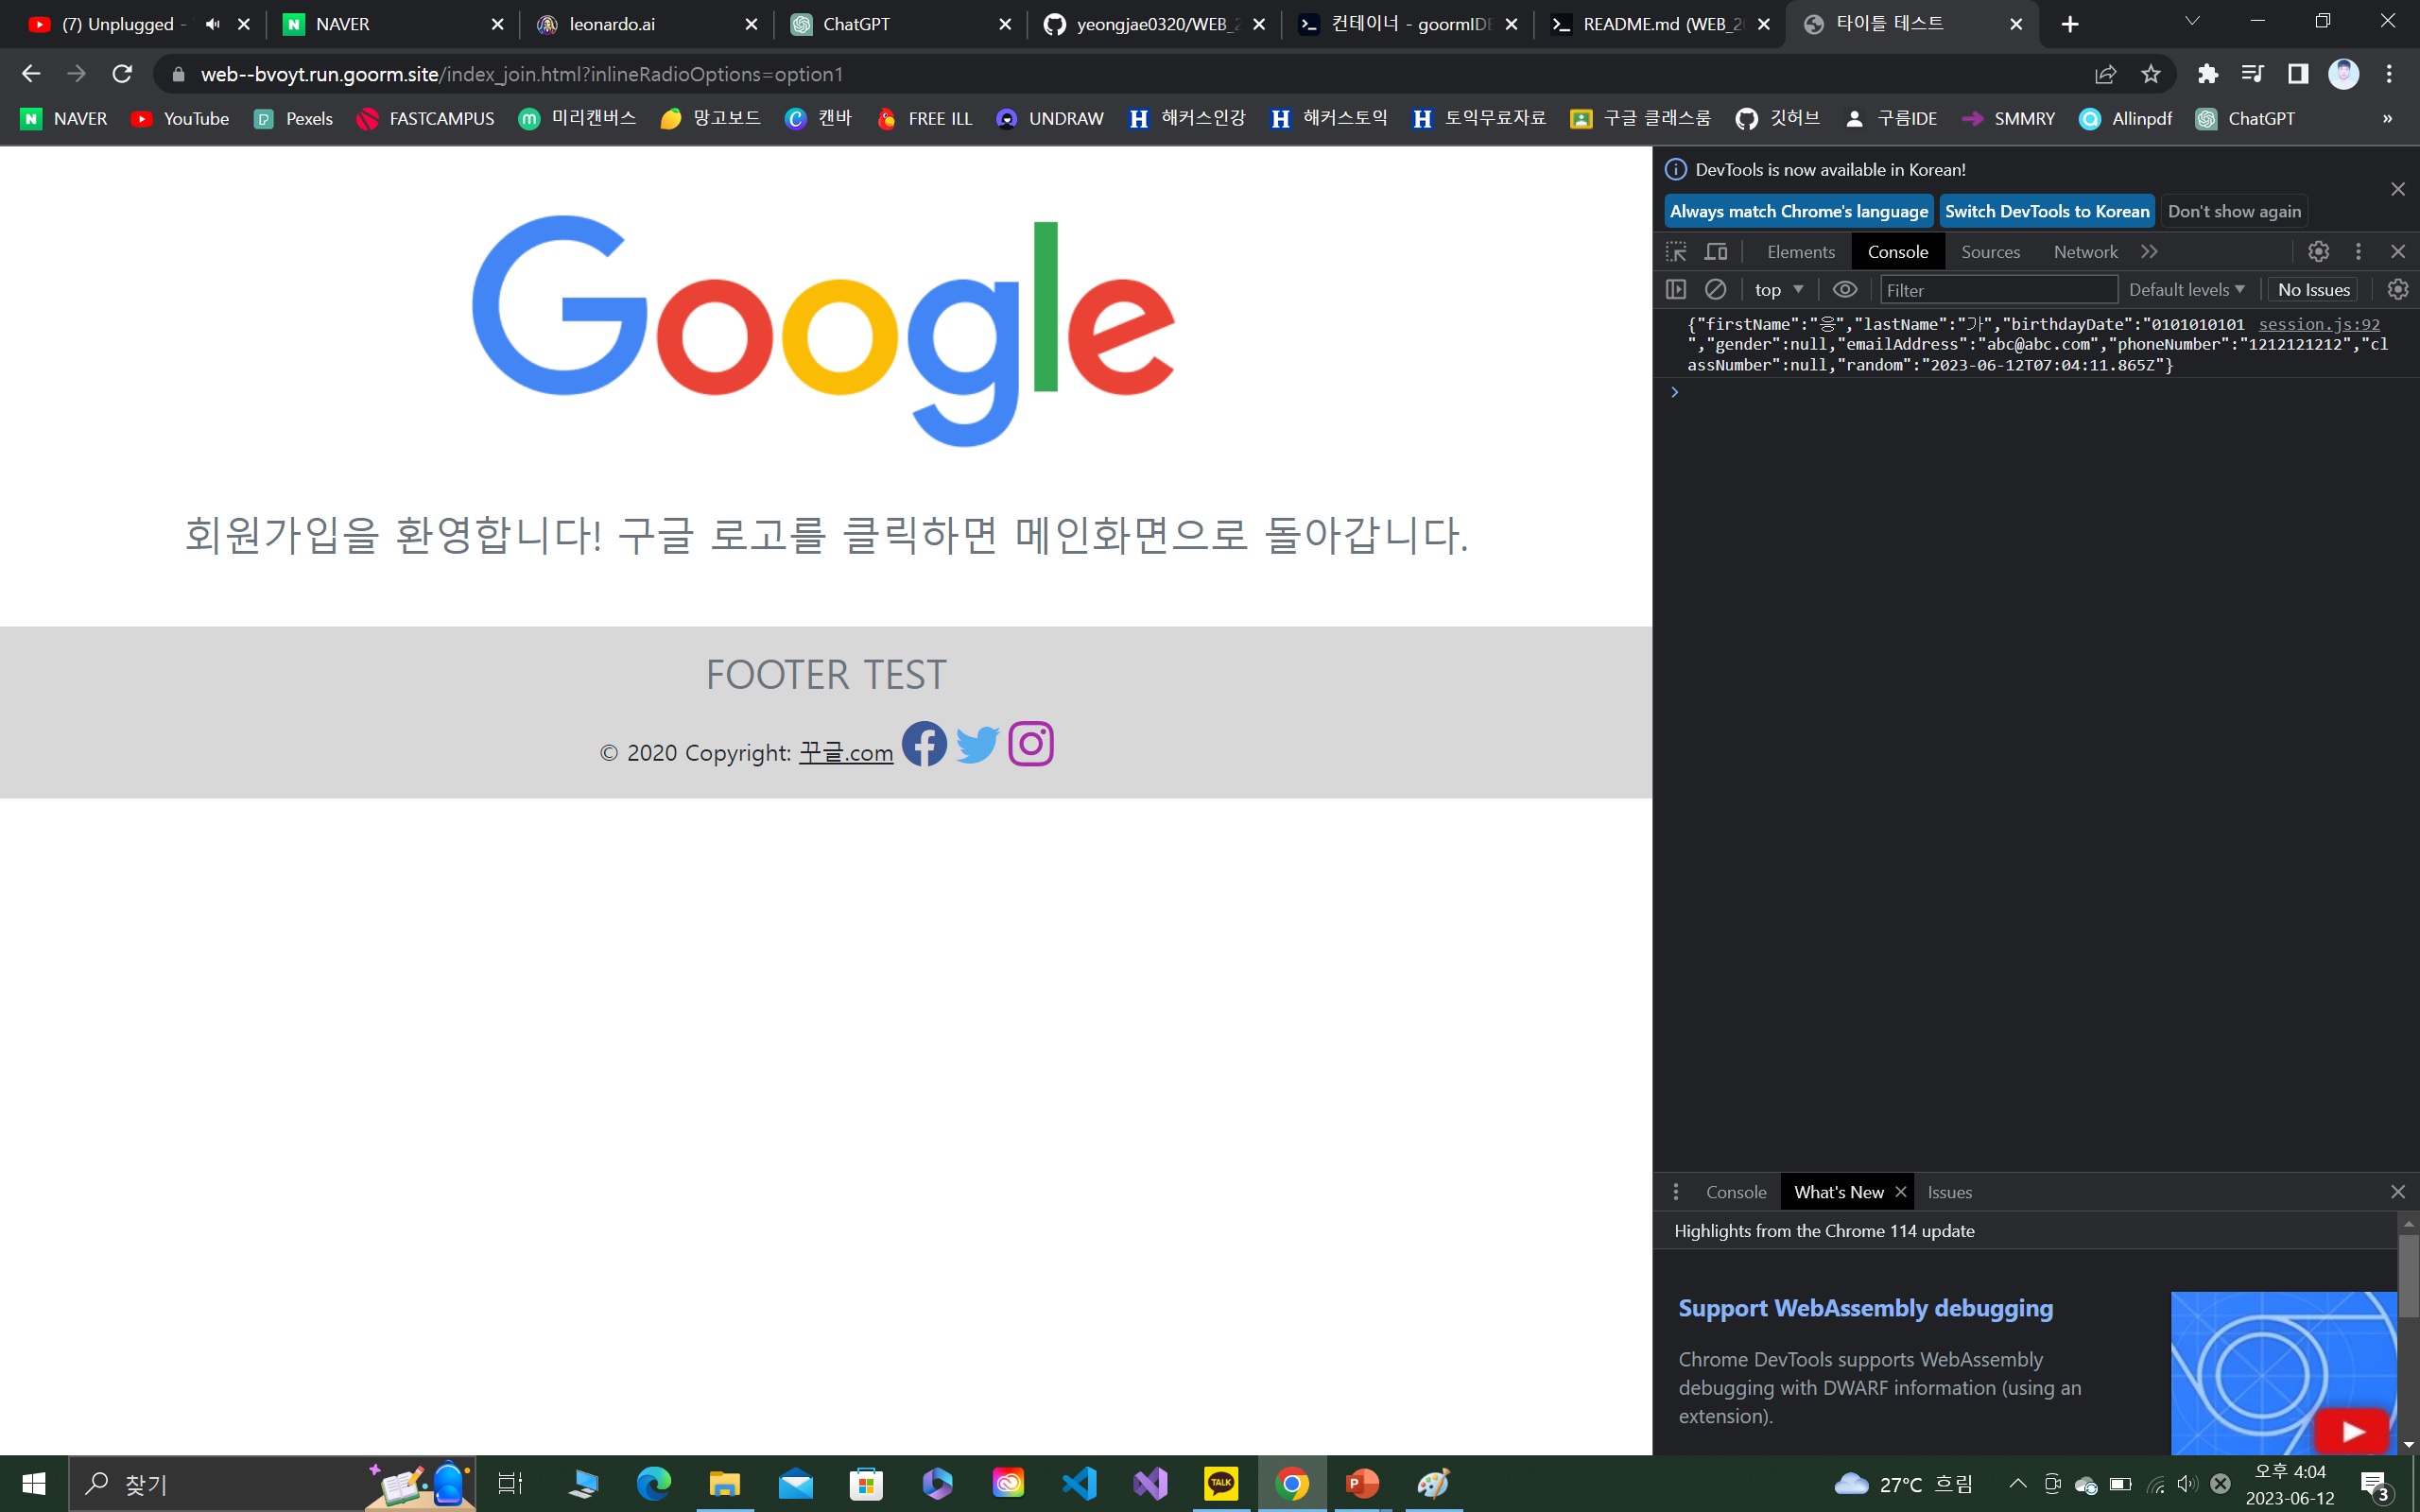 (7) Unplugged -
NAVER
leonardo.ai
ChatGPT
yeongjae0320/WEB_2
컨테이너 - goormIDE
README.md (WEB_20
타이틀 테스트
web--bvoyt.run.goorm.site/index_join.html?inlineRadioOptions=option1
NAVER YouTube Pexels FASTCAMPUS 미리캔버스 망고보드 캔바 FREE ILL UNDRAW 해커스인강 해커스토익 토익무료자료 구글 클래스룸 깃허브 구름IDE SMMRY Allinpdf ChatGPT »
Google
회원가입을 환영합니다! 구글 로고를 클릭하면 메인화면으로 돌아갑니다.
FOOTER TEST
© 2020 Copyright: 꾸글.com
DevTools is now available in Korean!
Always match Chrome's language Switch DevTools to Korean Don't show again
Elements Console Sources Network
top Filter Default levels No Issues
{"firstName":"응","lastName":"가","birthdayDate":"0101010101 session.js:92
","gender":null,"emailAddress":"abc@abc.com","phoneNumber":"1212121212","cl
assNumber":null,"random":"2023-06-12T07:04:11.865Z"}
Console What's New Issues
Highlights from the Chrome 114 update
Support WebAssembly debugging
Chrome DevTools supports WebAssembly
debugging with DWARF information (using an
extension).
찾기
TALK
27°C 흐림
오후 4:04
2023-06-12
3